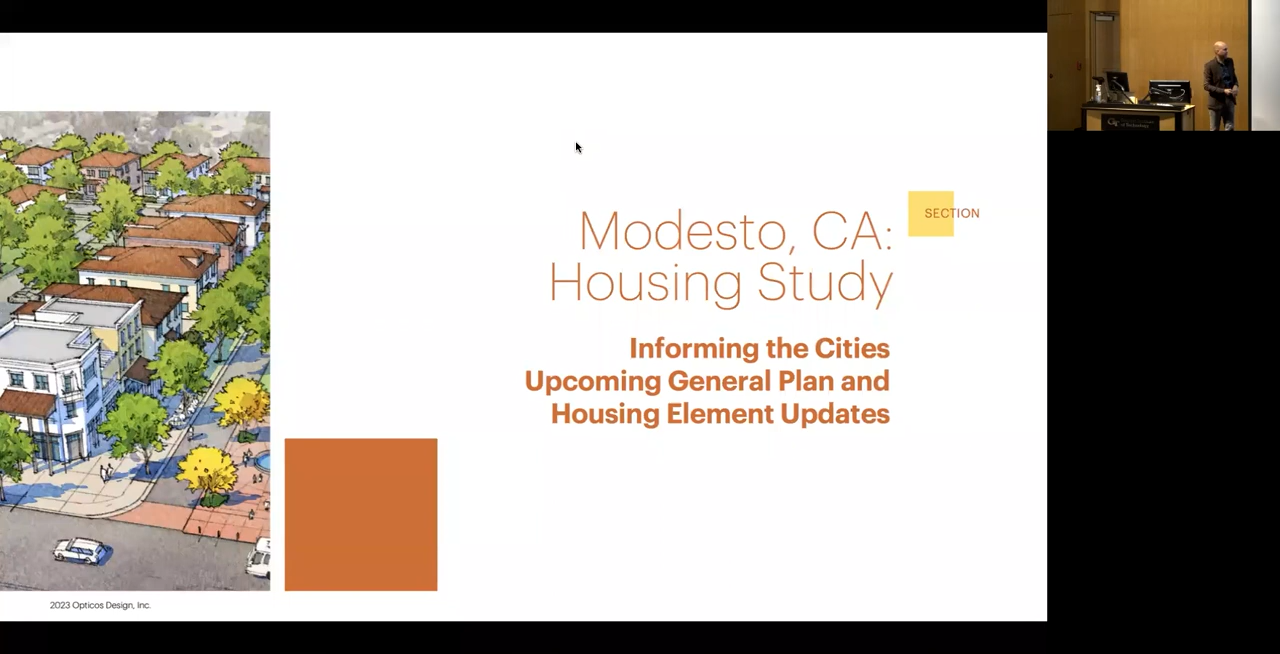 SECTION
Modesto, CA:
Housing Study
Informing the Cities
Upcoming General Plan and
Housing Element Updates
2023 Opticos Design, Inc.